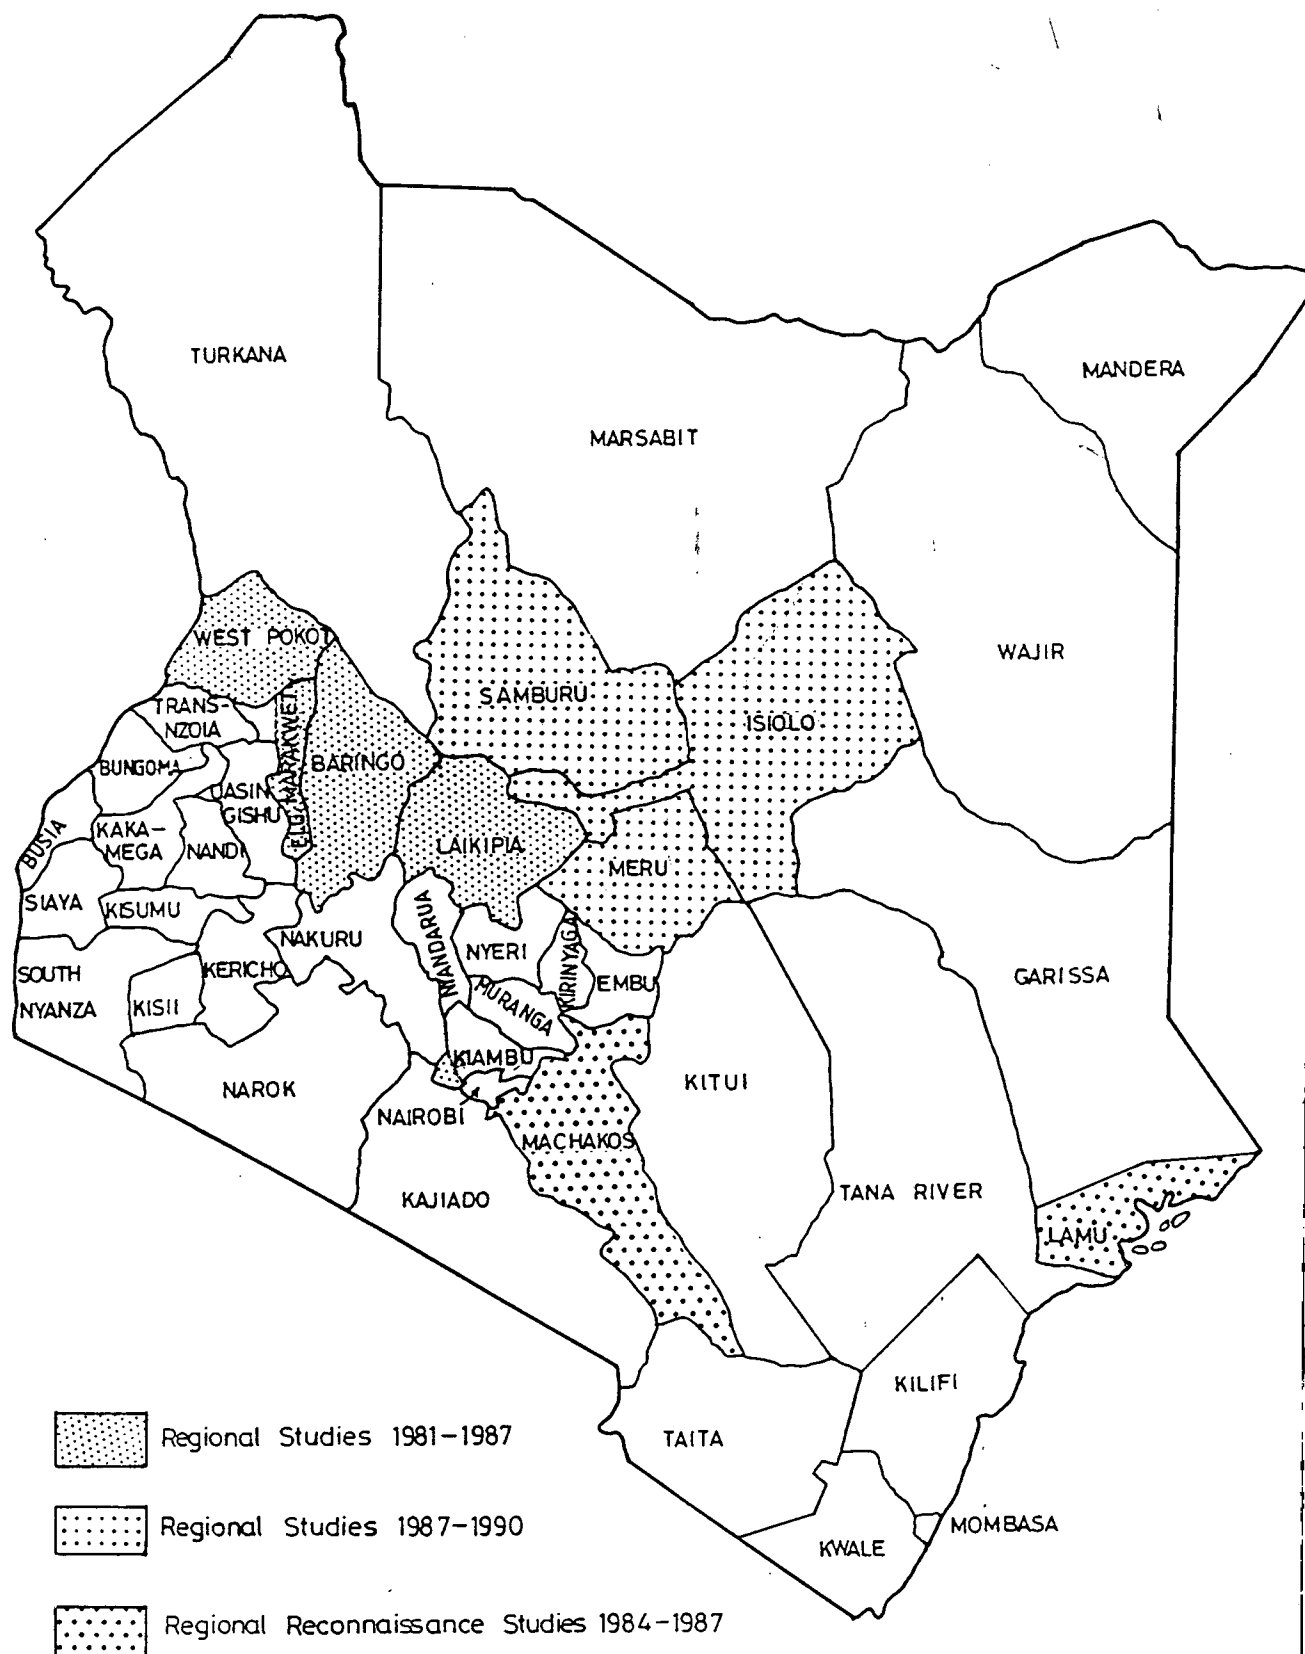 TURKANA
MANDERA
MARSABIT
WEST POKOT
WAJIR
SAMBURU
ISIOLO
TRANS-
NZOIA
ELG. MARAKWET
BARINGO
BUNGOMA
UASIN
GISHU
BUSIA
KAKA-
MEGA
NANDI
LAIKIPIA
MERU
SIAYA
KISUMU
NAKURU
NYANDARUA
NYERI
KIRINYAGA
EMBU
SOUTH
NYANZA
KISII
KERICHO
MURANGA
GARISSA
KIAMBU
NAROK
KITUI
NAIROBI
MACHAKOS
KAJIADO
TANA RIVER
LAMU
KILIFI
TAITA
MOMBASA
KWALE
Regional Studies 1981-1987
Regional Studies 1987-1990
Regional Reconnaissance Studies 1984-1987